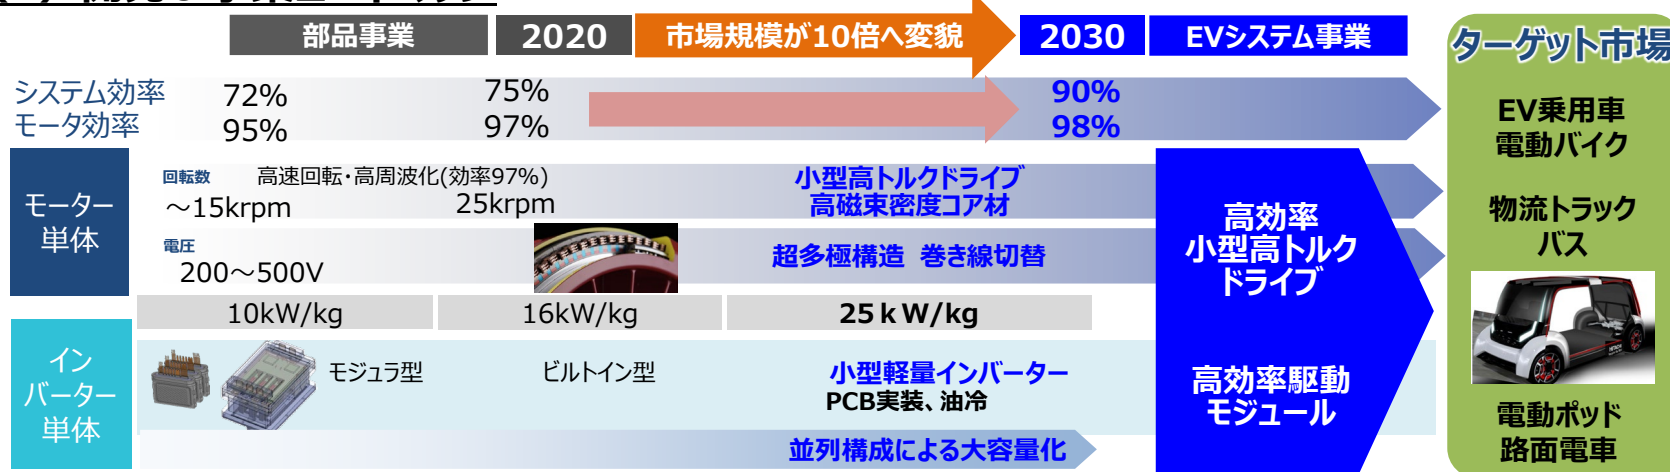 部品事業
2020
市場規模が10倍へ変貌
2030
EVシステム事業
ターゲット市場
システム効率 72% 75% 90%
モータ効率 95% 97% 98%
モーター
単体
回転数 高速回転・高周波化(効率97%)
～15krpm 25krpm
小型高トルクドライブ
高磁束密度コア材
電圧
200～500V
超多極構造 巻き線切替
10kW/kg 16kW/kg 25ｋW/kg
イン
バーター
単体
モジュラ型
ビルトイン型
小型軽量インバーター
PCB実装、油冷
並列構成による大容量化
高効率
小型高トルク
ドライブ
高効率駆動
モジュール
EV乗用車
電動バイク
物流トラック
バス
電動ポッド
路面電車